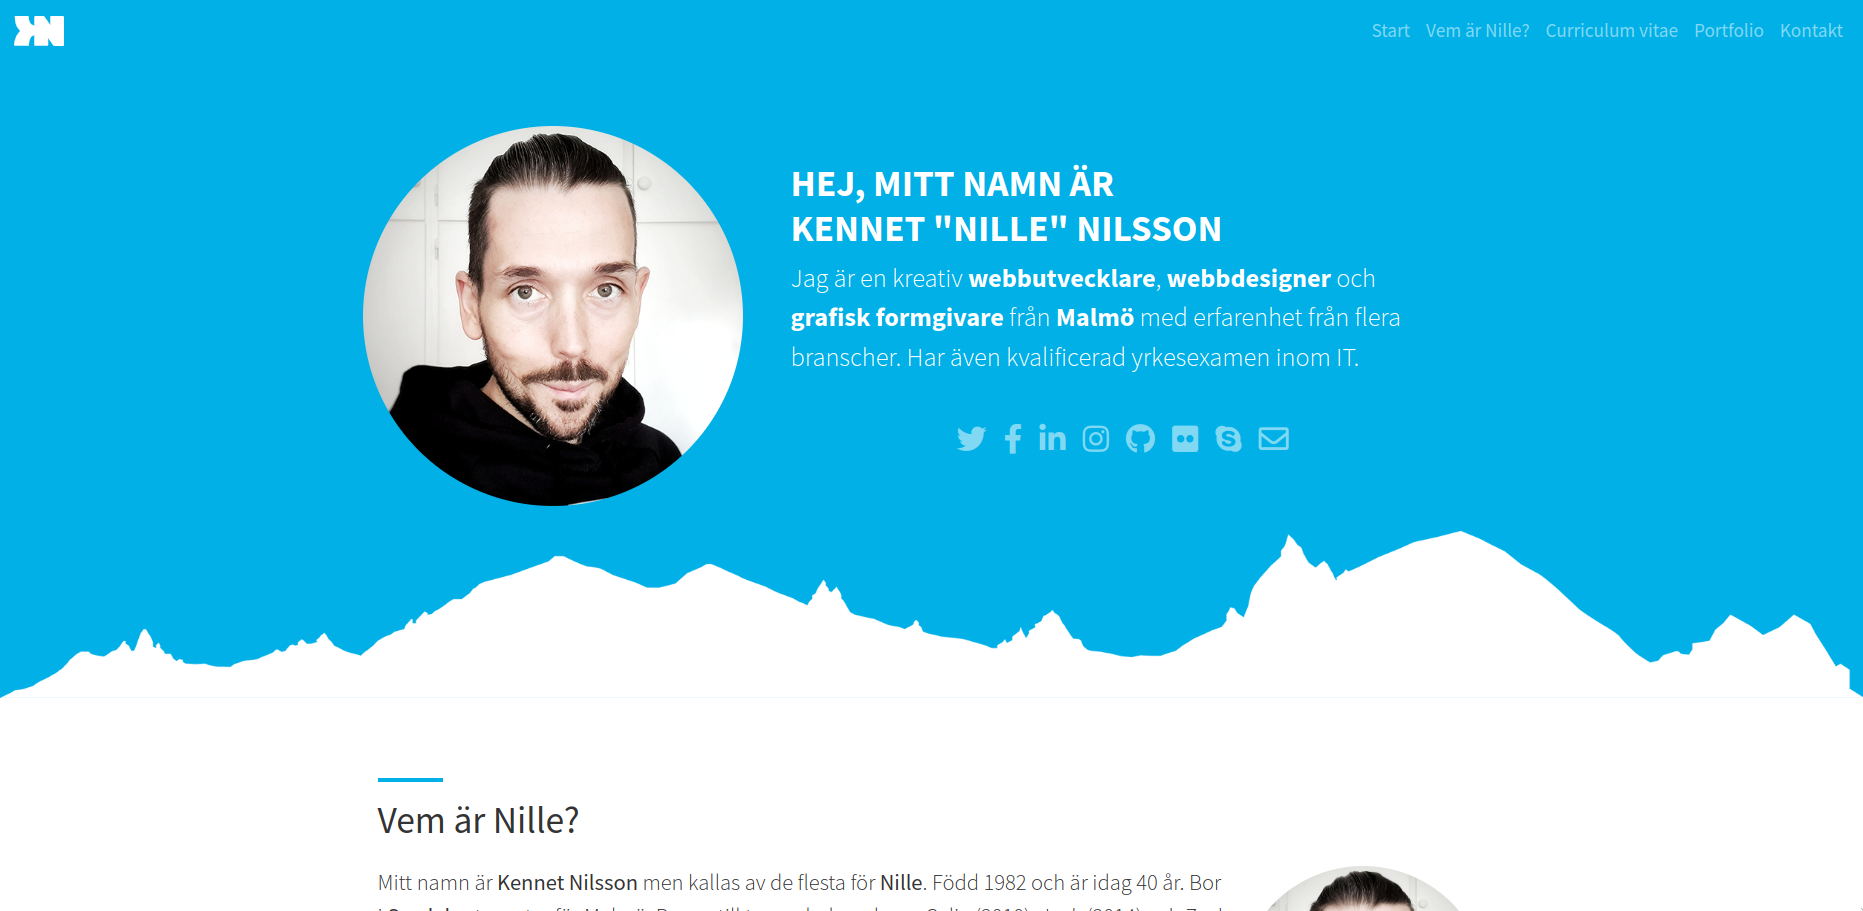 KN
Start Vem är Nille? Curriculum vitae Portfolio Kontakt
HEJ, MITT NAMN ÄR
KENNET "NILLE" NILSSON
Jag är en kreativ webbutvecklare, webbdesigner och
grafisk formgivare från Malmö med erfarenhet från flera
branscher. Har även kvalificerad yrkesexamen inom IT.
Vem är Nille?
Mitt namn är Kennet Nilsson men kallas av de flesta för Nille. Född 1982 och är idag 40 år. Bor